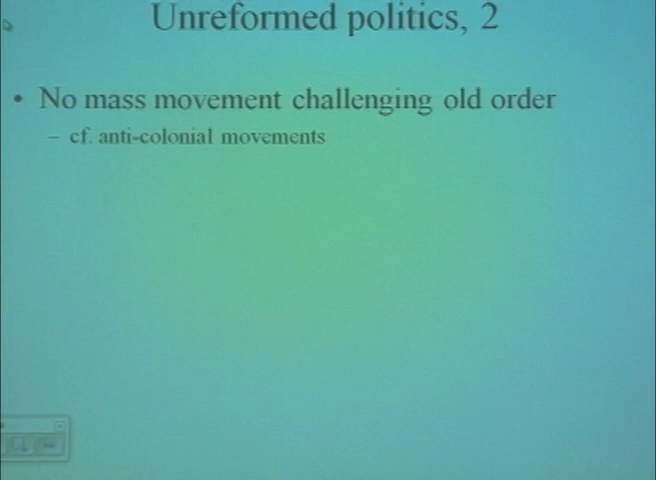 Unreformed politics, 2
• No mass movement challenging old order
– cf. anti-colonial movements